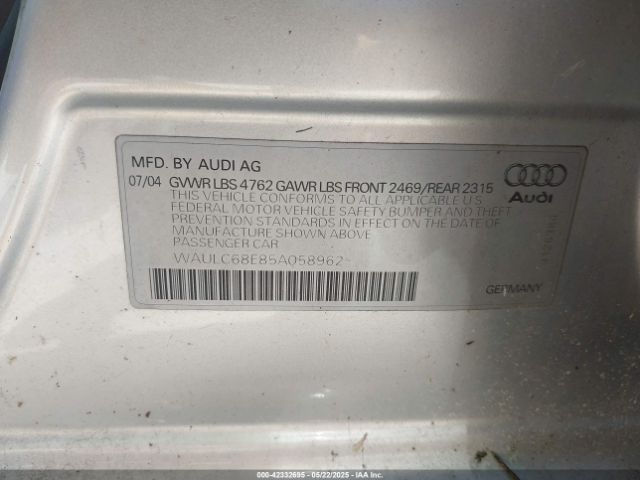 MFD. BY AUDI AG
07/04 GVWR LBS 4762 GAWR LBS FRONT 2469/REAR 2315
THIS VEHICLE CONFORMS TO ALL APPLICABLE U.S
FEDERAL MOTOR VEHICLE SAFETY BUMPER AND THEFT
PREVENTION STANDARDS IN EFFECT ON THE DATE OF
MANUFACTURE SHOWN ABOVE
PASSENGER CAR
WAULC68E85A058962
Audi
GERMANY
000-42332695 - 05/22/2025 - IAA Inc.